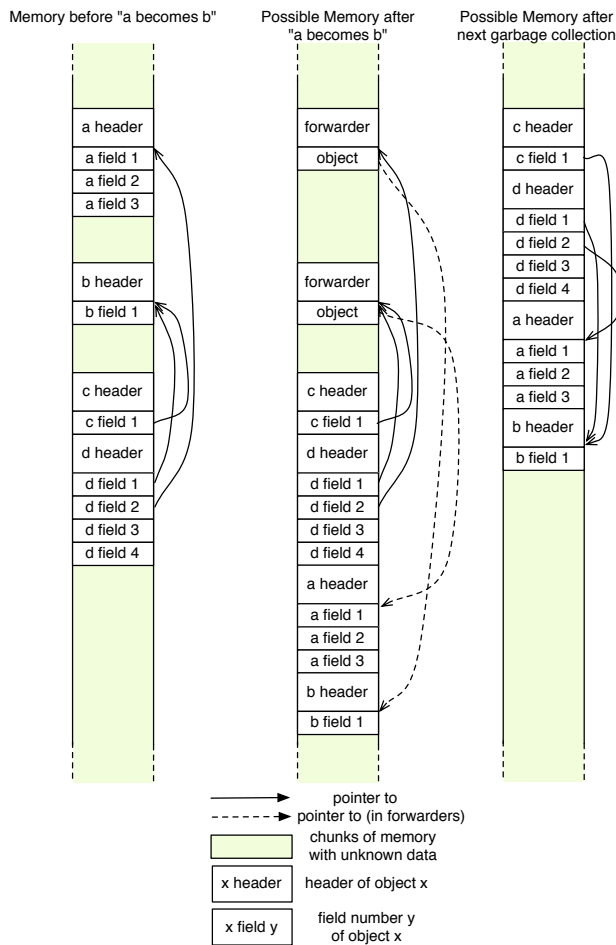 Memory before "a becomes b"
a header
a field 1
a field 2
a field 3
b header
b field 1
c header
c field 1
d header
d field 1
d field 2
d field 3
d field 4
Possible Memory after
"a becomes b"
forwarder
object
forwarder
object
c header
c field 1
d header
d field 1
d field 2
d field 3
d field 4
a header
a field 1
a field 2
a field 3
b header
b field 1
Possible Memory after
next garbage collection
c header
c field 1
d header
d field 1
d field 2
d field 3
d field 4
a header
a field 1
a field 2
a field 3
b header
b field 1
pointer to
pointer to (in forwarders)
chunks of memory
with unknown data
x header
header of object x
x field y
field number y
of object x